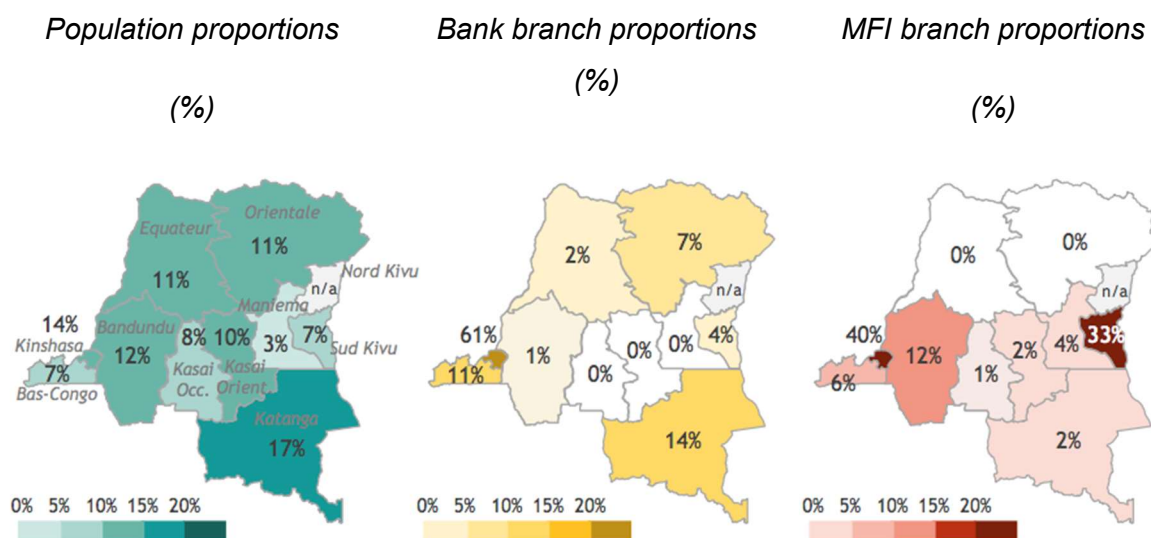 Population proportions
(%)
Bank branch proportions
(%)
MFI branch proportions
(%)
Equateur
11%
Orientale
11%
Nord Kivu
n/a
Maniema
3%
7%
Sud Kivu
14%
Kinshasa
7%
Bas-Congo
Bandundu
12%
8%
Kasai
Occ.
10%
Kasai
Orient.
Katanga
17%
0% 5% 10% 15% 20%
2%
7%
n/a
61%
11%
1%
0%
0%
0%
4%
14%
0% 5% 10% 15% 20%
0%
0%
n/a
40%
6%
12%
1%
2%
4%
33%
2%
0% 5% 10% 15% 20%